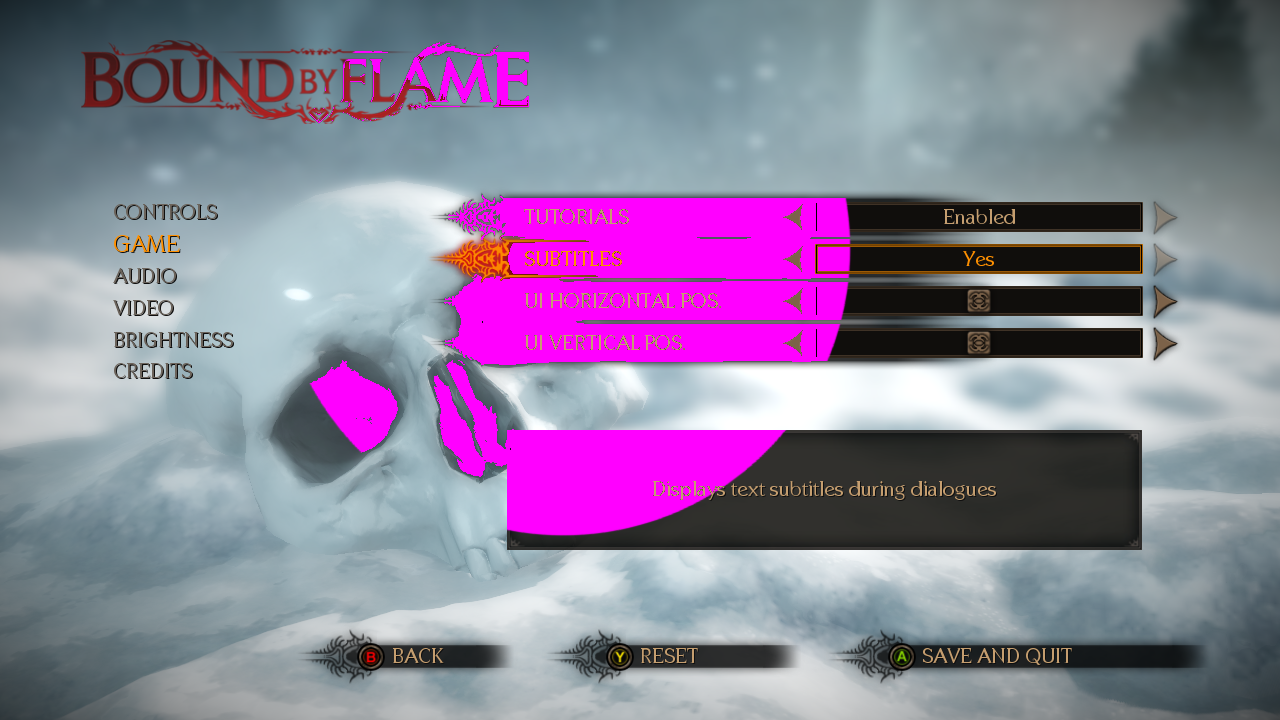 BOUND BY FLAME
CONTROLS
GAME
AUDIO
VIDEO
BRIGHTNESS
CREDITS
TUTORIALS
Enabled
SUBTITLES
Yes
UI HORIZONTAL POS.
UI VERTICAL POS.
Displays text subtitles during dialogues
B BACK
Y RESET
A SAVE AND QUIT